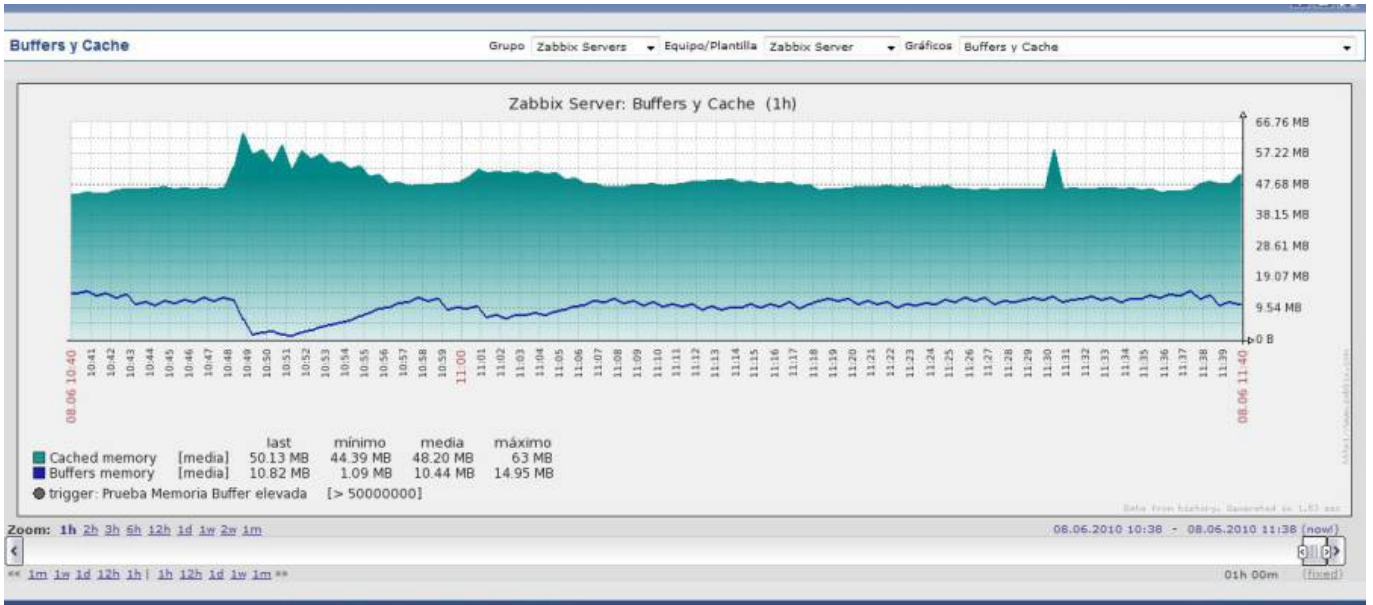 Buffers y Cache Grupo Zabbix Servers Equipo/Plantilla Zabbix Server Gráficos Buffers y Cache
Zabbix Server: Buffers y Cache (1h)
66.76 MB
57.22 MB
47.68 MB
38.15 MB
28.61 MB
19.07 MB
9.54 MB
0 B
08.06 10:40 10:41 10:42 10:43 10:44 10:45 10:46 10:47 10:48 10:49 10:50 10:51 10:52 10:53 10:54 10:55 10:56 10:57 10:58 10:59 11:00 11:01 11:02 11:03 11:04 11:05 11:06 11:07 11:08 11:09 11:10 11:11 11:12 11:13 11:14 11:15 11:16 11:17 11:18 11:19 11:20 11:21 11:22 11:23 11:24 11:25 11:26 11:27 11:28 11:29 11:30 11:31 11:32 11:33 11:34 11:35 11:36 11:37 11:38 11:39 08.06 11:40
last mínimo media máximo
Cached memory [media] 50.13 MB 44.39 MB 48.20 MB 63 MB
Buffers memory [media] 10.82 MB 1.09 MB 10.44 MB 14.95 MB
trigger: Prueba Memoria Buffer elevada [> 50000000]
Data from history. Generated in 1.83 sec
Zoom: 1h 2h 3h 6h 12h 1d 1w 2w 1m 08.06.2010 10:38 - 08.06.2010 11:38 (now!)
«« 1m 1w 1d 12h 1h | 1h 12h 1d 1w 1m »» 01h 00m (fixed)